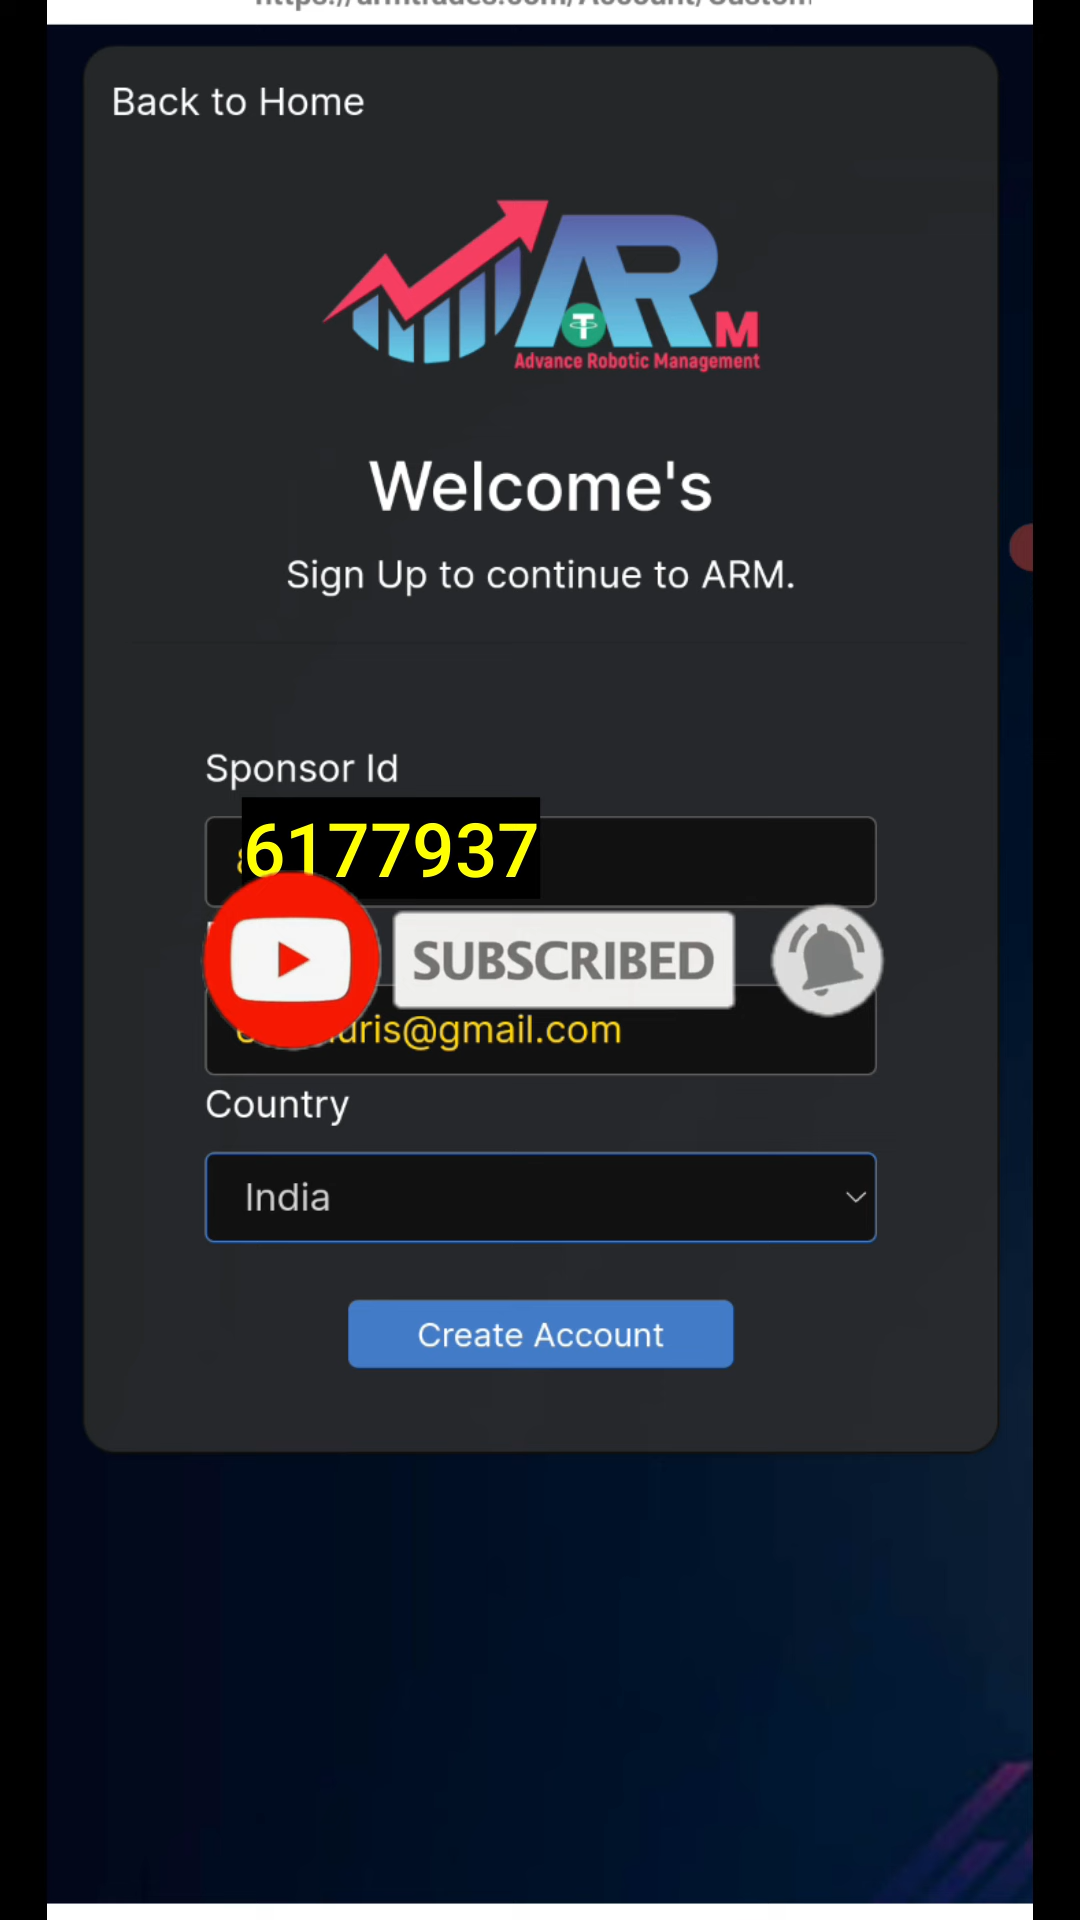 Back to Home
ARM
Advance Robotic Management
Welcome's
Sign Up to continue to ARM.
Sponsor Id
6177937
SUBSCRIBED
dris@gmail.com
Country
India
Create Account